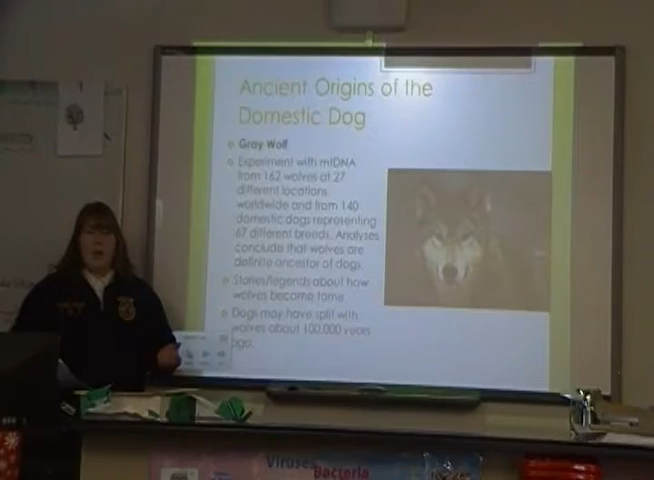 Ancient Origins of the
Domestic Dog
Gray Wolf
Experiment with mtDNA
from 162 wolves at 27
different locations
worldwide and from 140
domestic dogs representing
67 different breeds. Analyses
conclude that wolves are
definite ancestor of dogs.
Stories/legends about how
wolves became tame
Dogs may have split with
wolves about 100,000 years
ago.
Viruses
Bacteria